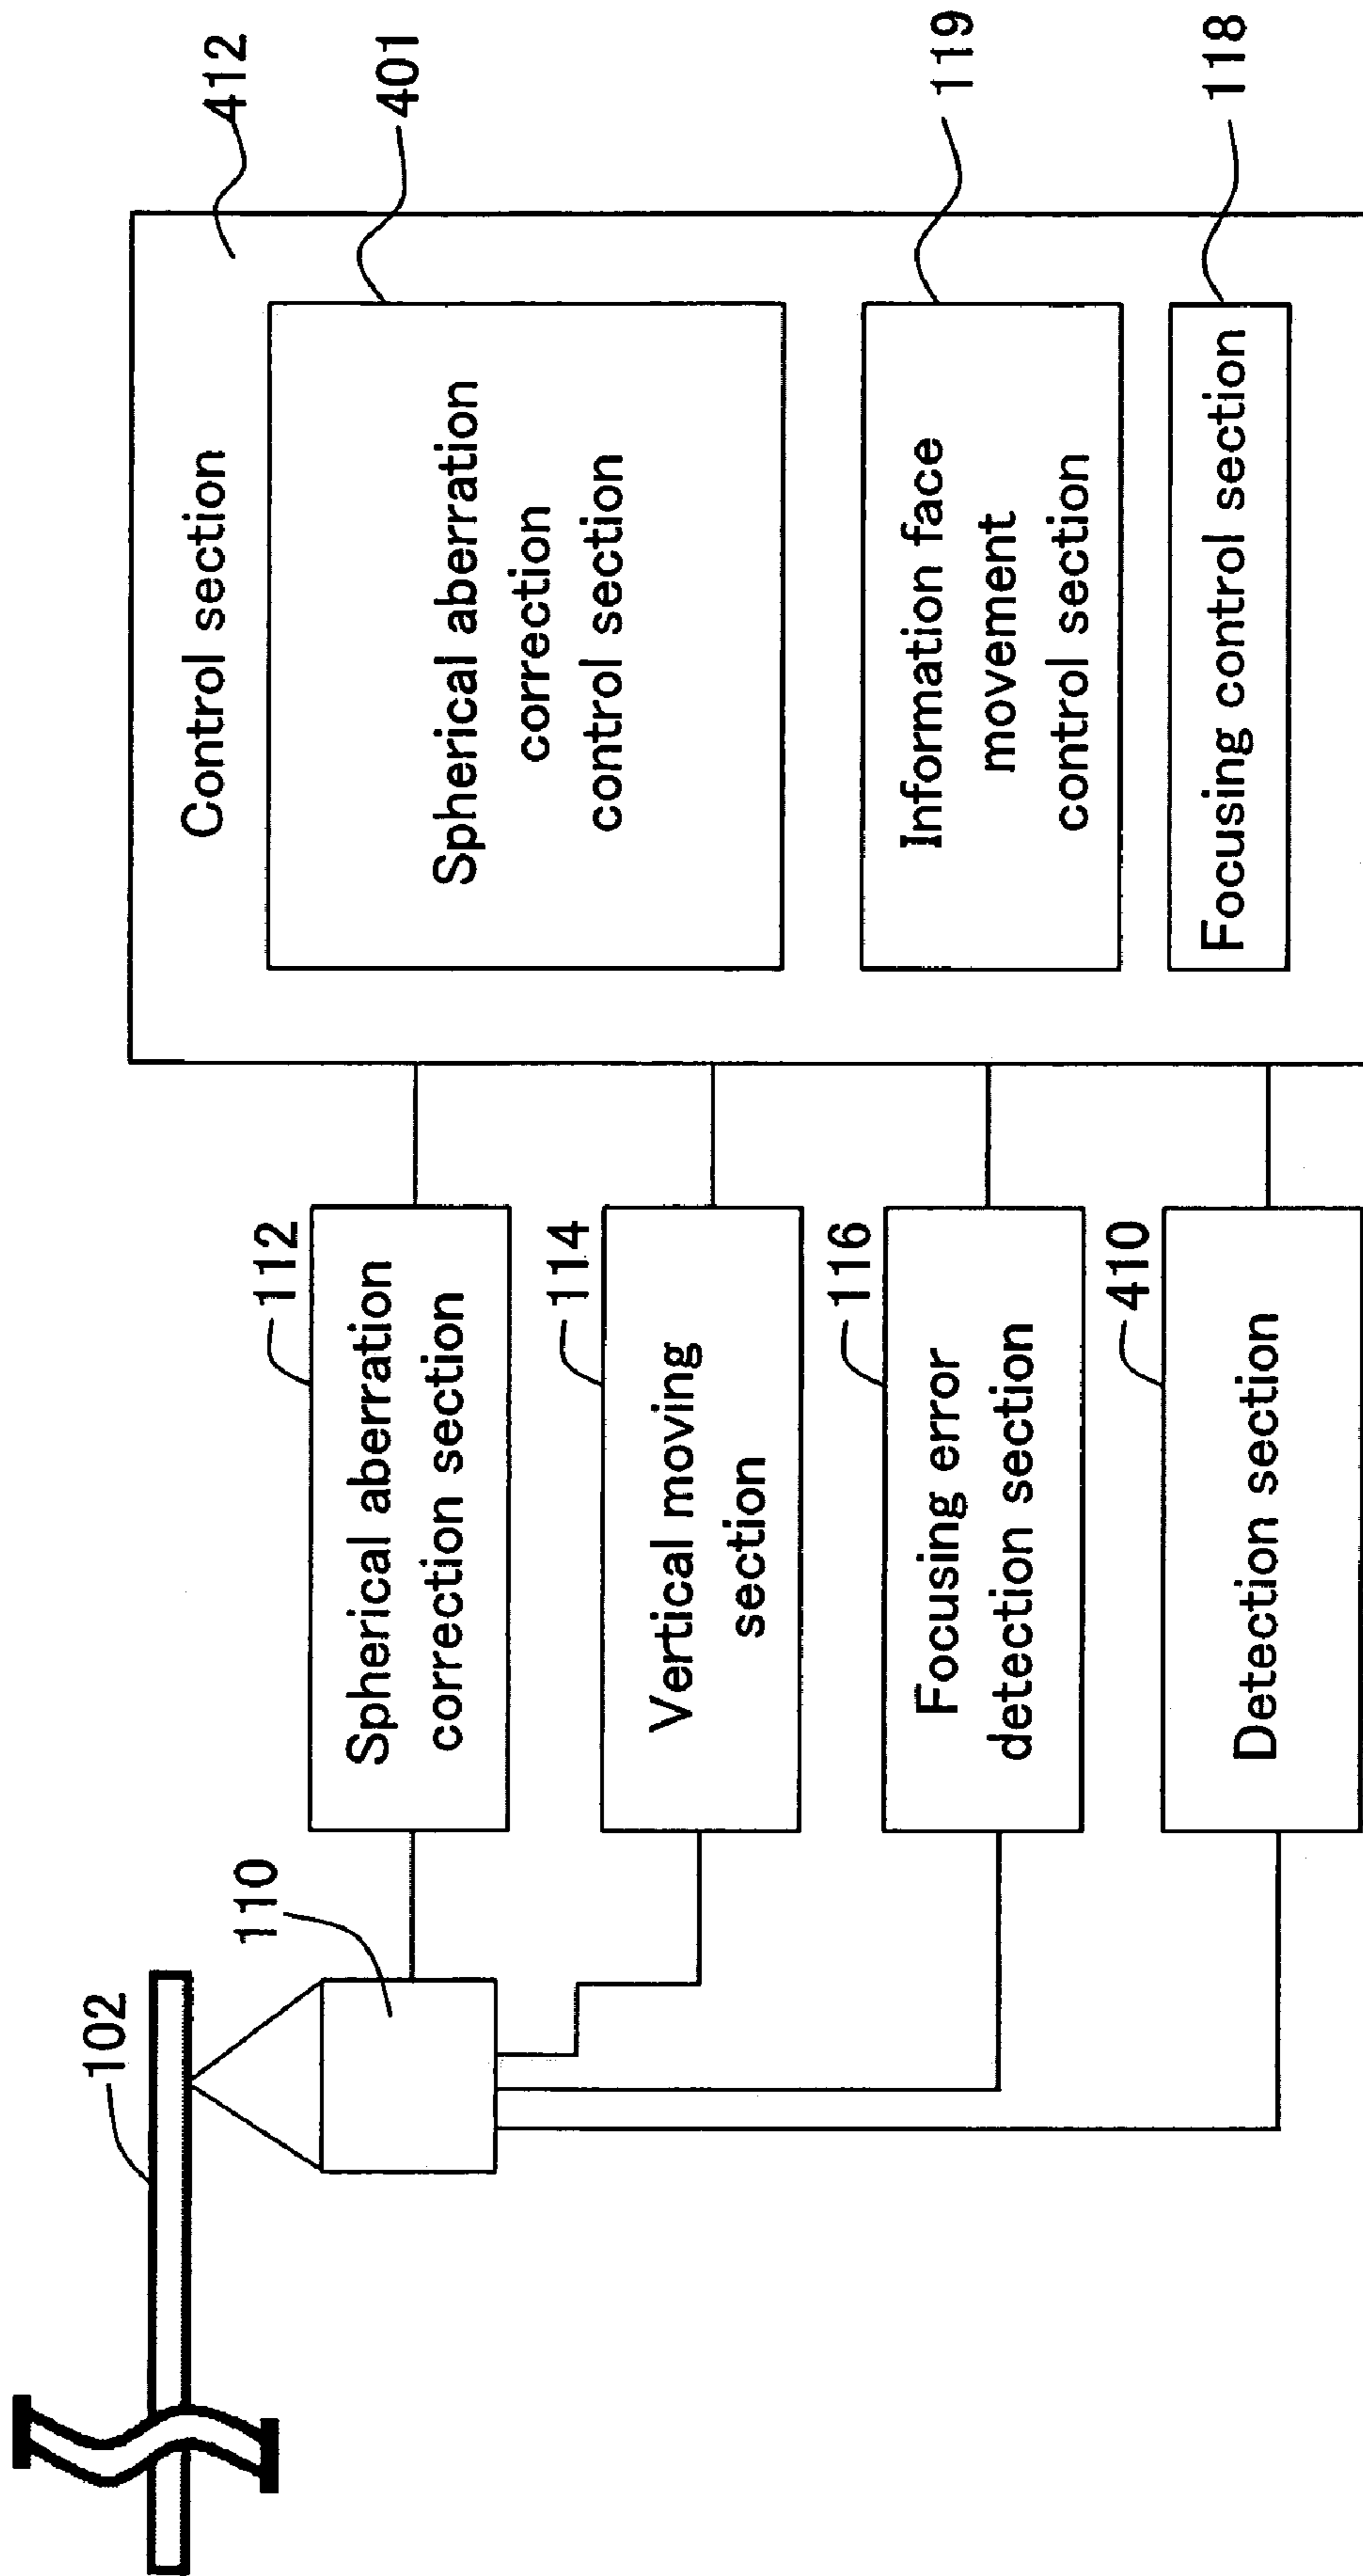 102
110
112
Spherical aberration
correction section
114
Vertical moving
section
116
Focusing error
detection section
410
Detection section
412
Control section
401
Spherical aberration
correction
control section
119
Information face
movement
control section
118
Focusing control section